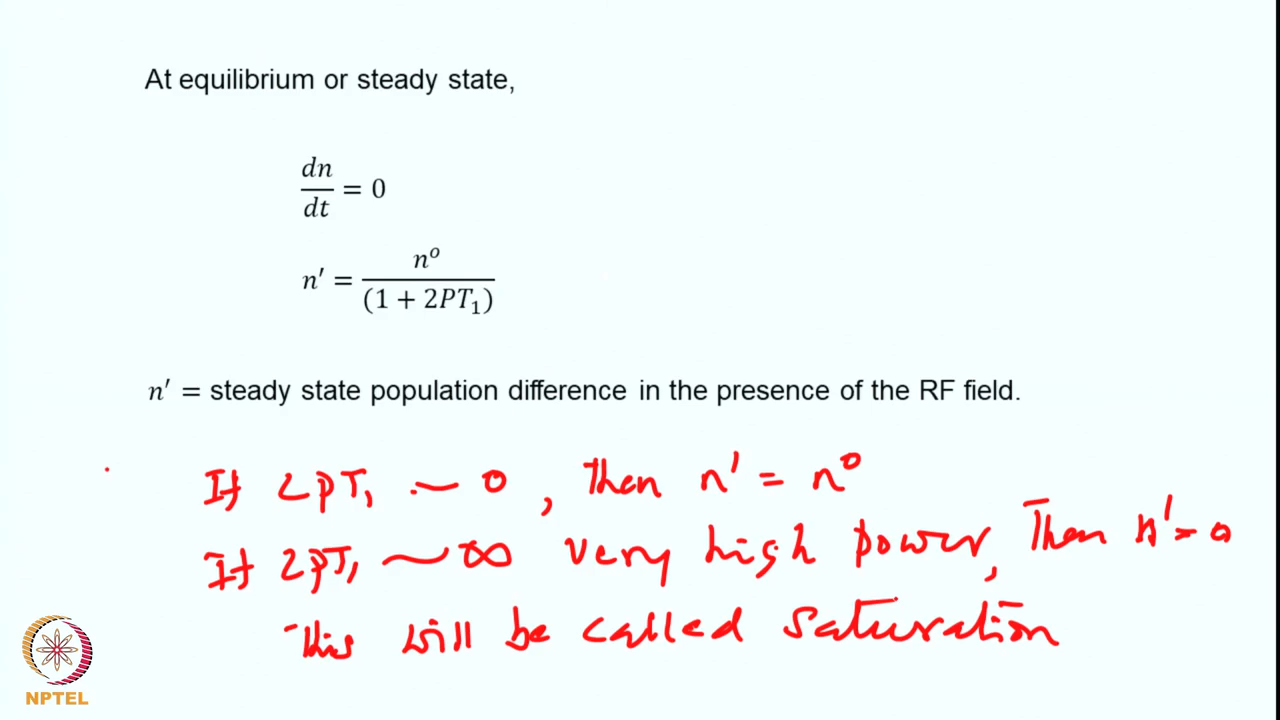 At equilibrium or steady state,
dn/dt = 0
n′ = n⁰/(1 + 2PT₁)
n′ = steady state population difference in the presence of the RF field.
If 2pT₁ ~ 0, then n' = n⁰
If 2pT₁ ~ ∞ very high power, Then n' = 0
This will be called saturation
NPTEL